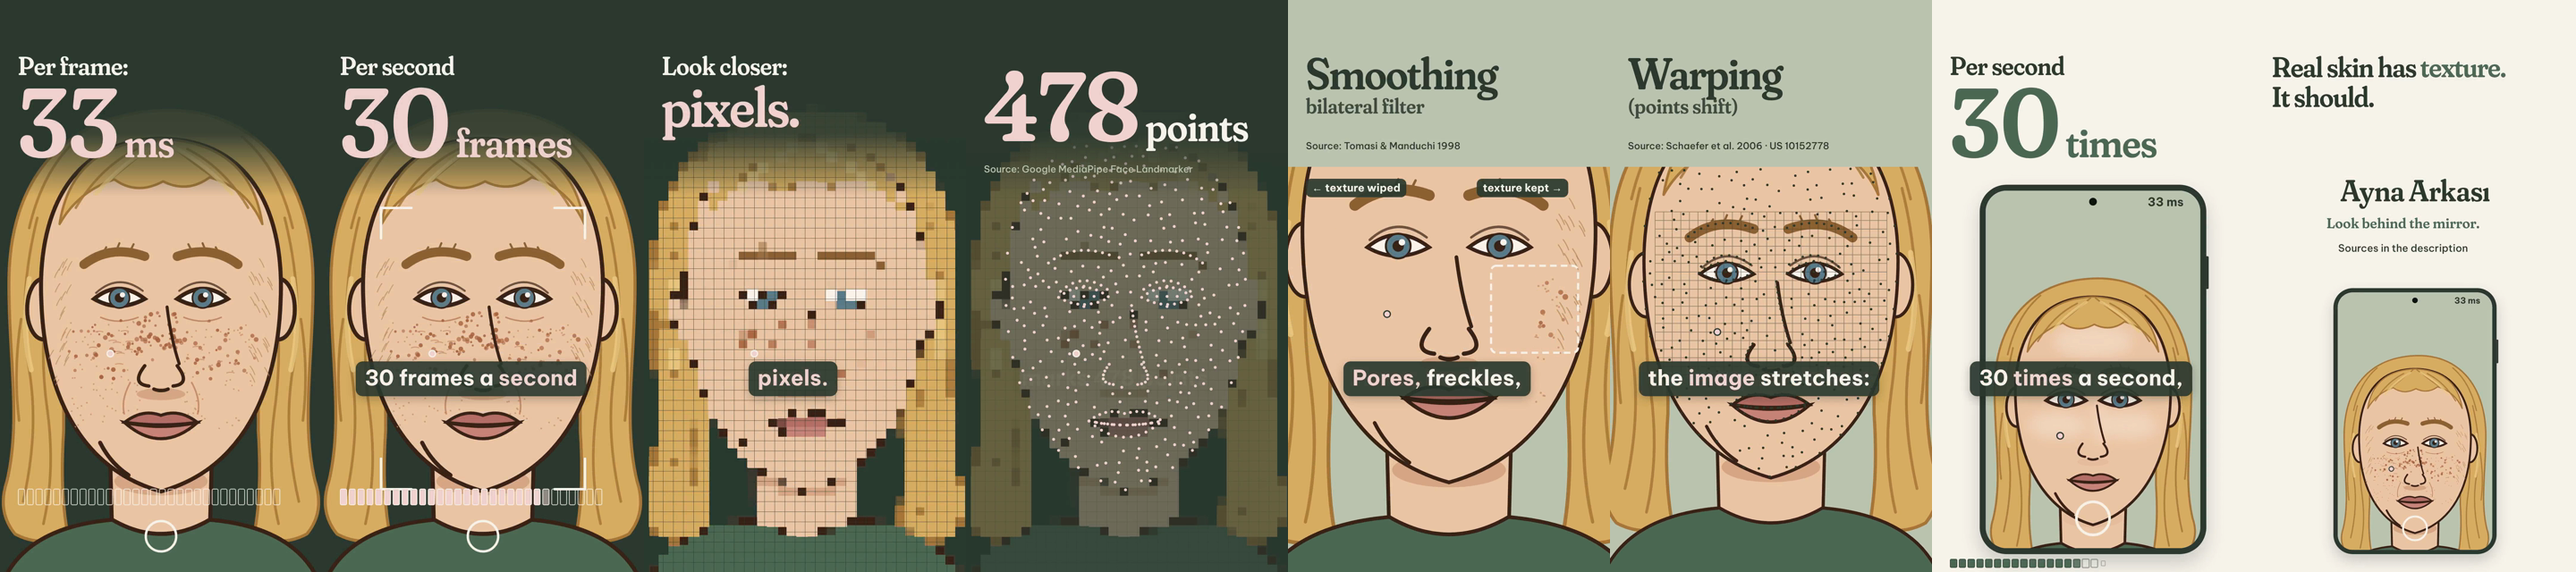 Per frame:
33 ms
Per second
30 frames
30 frames a second
Look closer:
pixels.
pixels.
478 points
Source: Google MediaPipe Face Landmarker
Smoothing
bilateral filter
Source: Tomasi & Manduchi 1998
← texture wiped
texture kept →
Pores, freckles,
Warping
(points shift)
Source: Schaefer et al. 2006 · US 10152778
the image stretches:
Per second
30 times
33 ms
30 times a second,
Real skin has texture.
It should.
Ayna Arkası
Look behind the mirror.
Sources in the description
33 ms